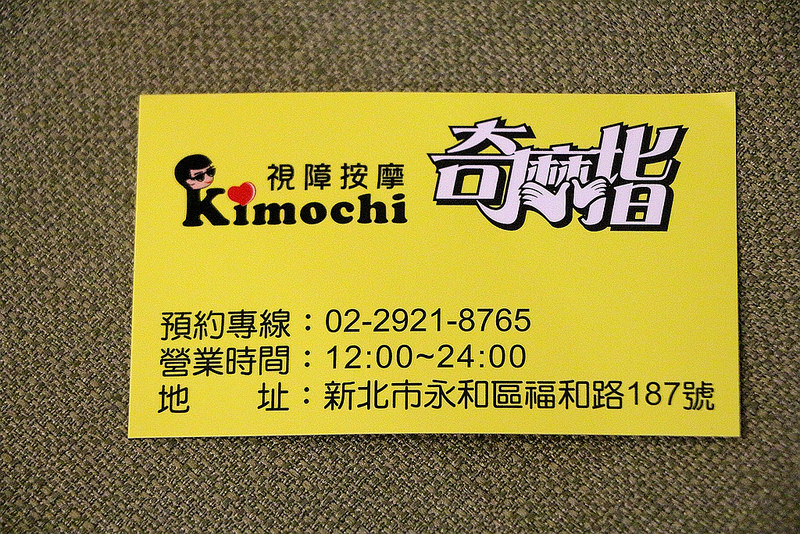 視障按摩
Kimochi
奇摩指
預約專線：02-2921-8765
營業時間：12:00~24:00
地　　址：新北市永和區福和路187號